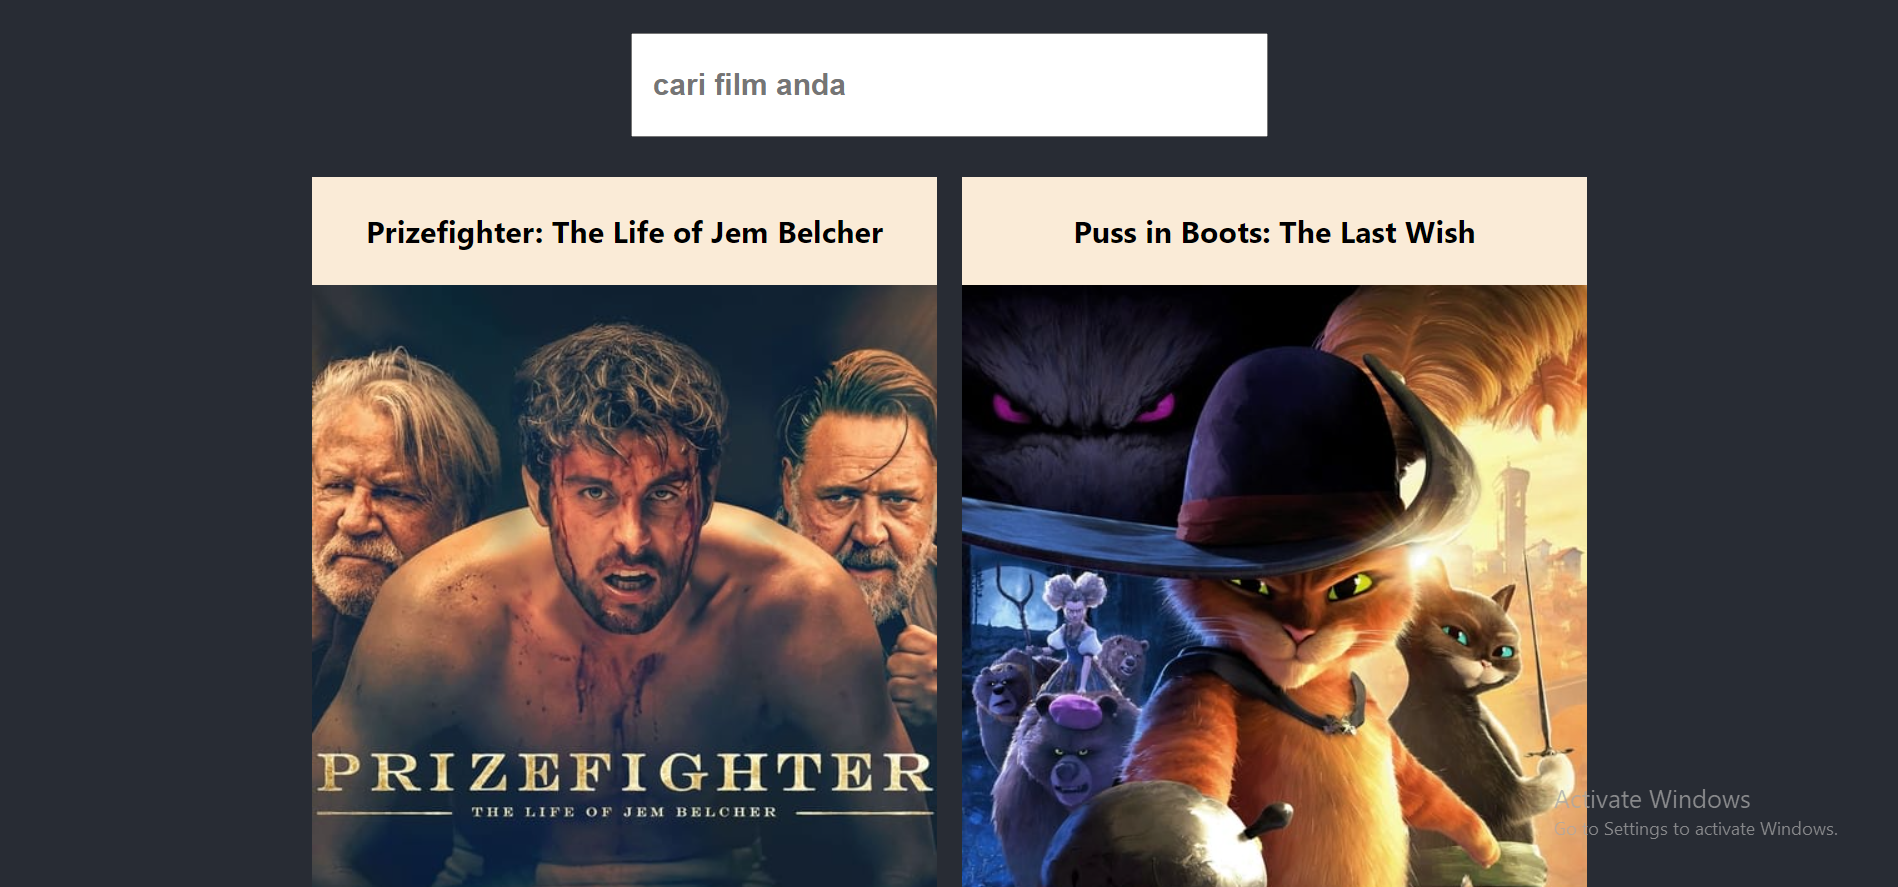 cari film anda
Prizefighter: The Life of Jem Belcher
Puss in Boots: The Last Wish
PRIZEFIGHTER
THE LIFE OF JEM BELCHER
Activate Windows
Go to Settings to activate Windows.